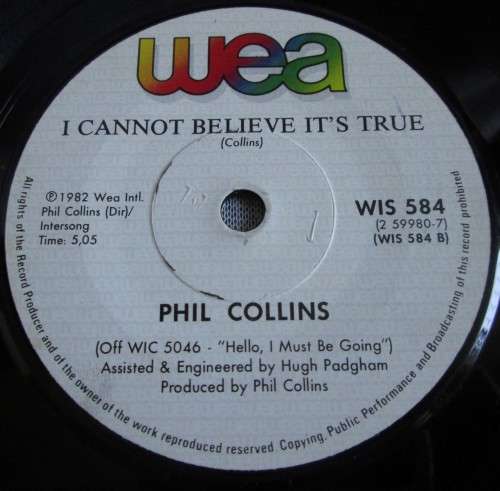 wea
I CANNOT BELIEVE IT'S TRUE
(Collins)
℗1982 Wea Intl.
Phil Collins (Dir)/
Intersong
Time: 5,05
WIS 584
(2 59980-7)
(WIS 584 B)
PHIL COLLINS
(Off WIC 5046 - "Hello, I Must Be Going")
Assisted & Engineered by Hugh Padgham
Produced by Phil Collins
All rights of the Record Producer and of the owner of the work reproduced reserved. Copying, Public Performance and Broadcasting of this record prohibited